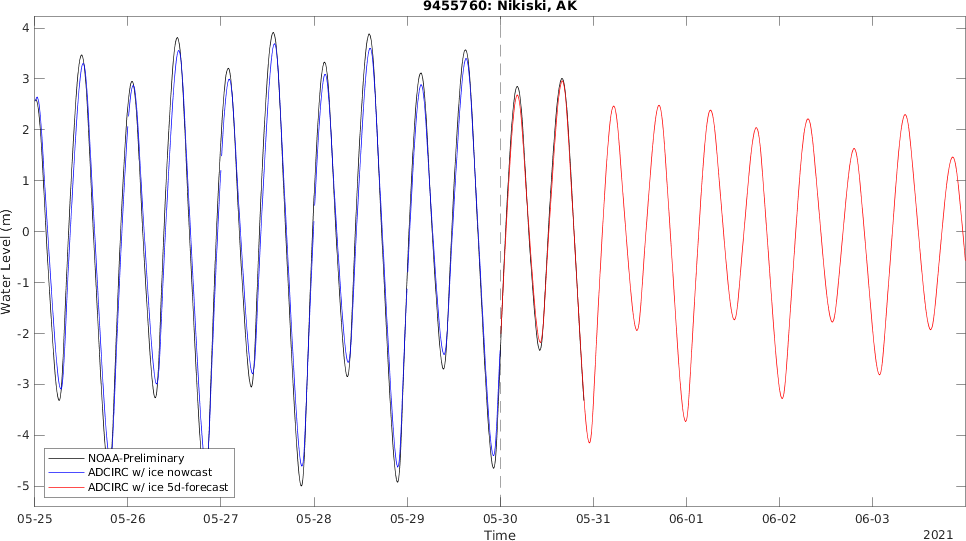 9455760: Nikiski, AK
4
3
2
1
0
-1
-2
-3
-4
-5
Water Level (m)
NOAA-Preliminary
ADCIRC w/ ice nowcast
ADCIRC w/ ice 5d-forecast
05-25 05-26 05-27 05-28 05-29 05-30 05-31 06-01 06-02 06-03
Time
2021